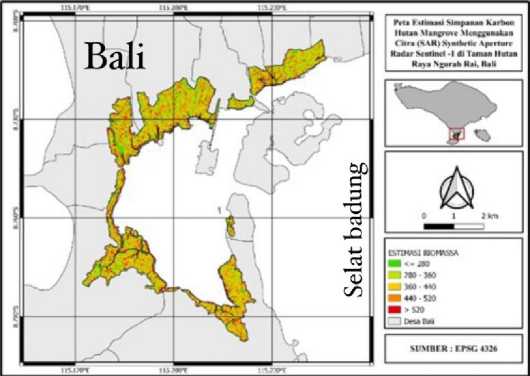 Peta Estimasi Simpanan Karbon
Hutan Mangrove Menggunakan
Citra (SAR) Synthetic Aperture
Radar Sentinel -1 di Taman Hutan
Raya Ngurah Rai, Bali
115.170°E 115.200°E 115.230°E
Bali
Selat badung
0 1 2 km
ESTIMASI BIOMASSA
<= 280
280 - 360
360 - 440
440 - 520
> 520
Desa Bali
SUMBER : EPSG 4326
115.170°E 115.200°E 115.230°E